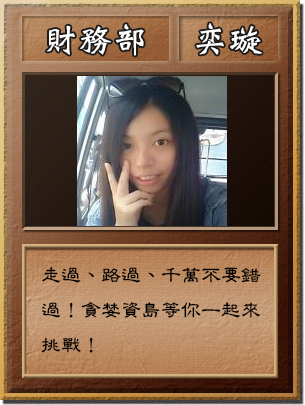 財務部 奕璇
走過、路過、千萬不要錯
過！貪婪資島等你一起來
挑戰！